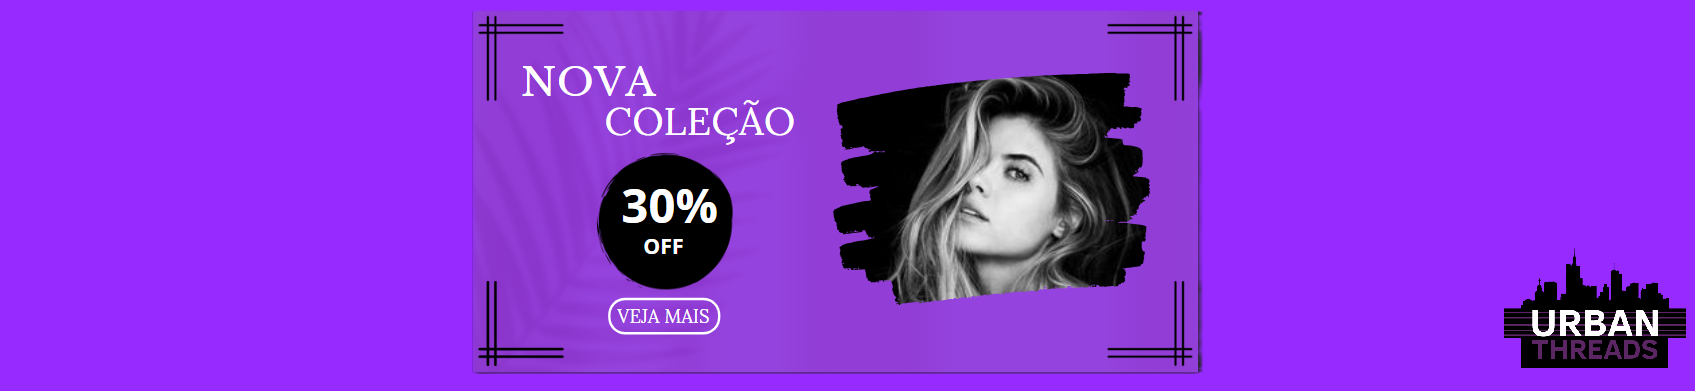 NOVA
COLEÇÃO
30%
OFF
VEJA MAIS
URBAN
THREADS